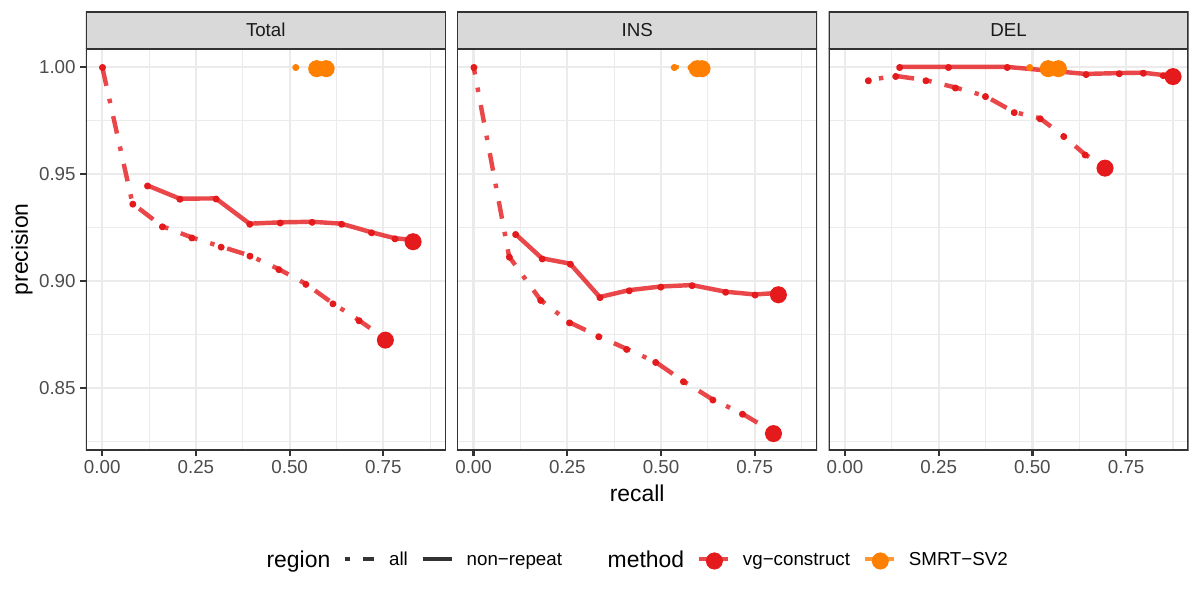 Total INS DEL
1.00
0.95
0.90
0.85
precision
0.00 0.25 0.50 0.75 0.00 0.25 0.50 0.75 0.00 0.25 0.50 0.75
recall
region all non−repeat method vg−construct SMRT−SV2